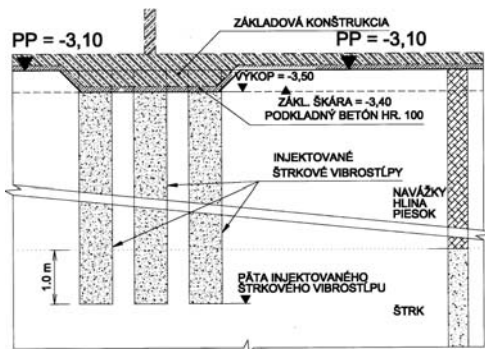 ZÁKLADOVÁ KONŠTRUKCIA
PP = -3,10
PP = -3,10
VÝKOP = -3,50
ZÁKL. ŠKÁRA = -3,40
PODKLADNÝ BETÓN HR. 100
INJEKTOVANÉ
ŠTRKOVÉ VIBROSTĹPY
NAVÁŽKY
HLINA
PIESOK
1.0 m
PÄTA INJEKTOVANÉHO
ŠTRKOVÉHO VIBROSTĹPU
ŠTRK